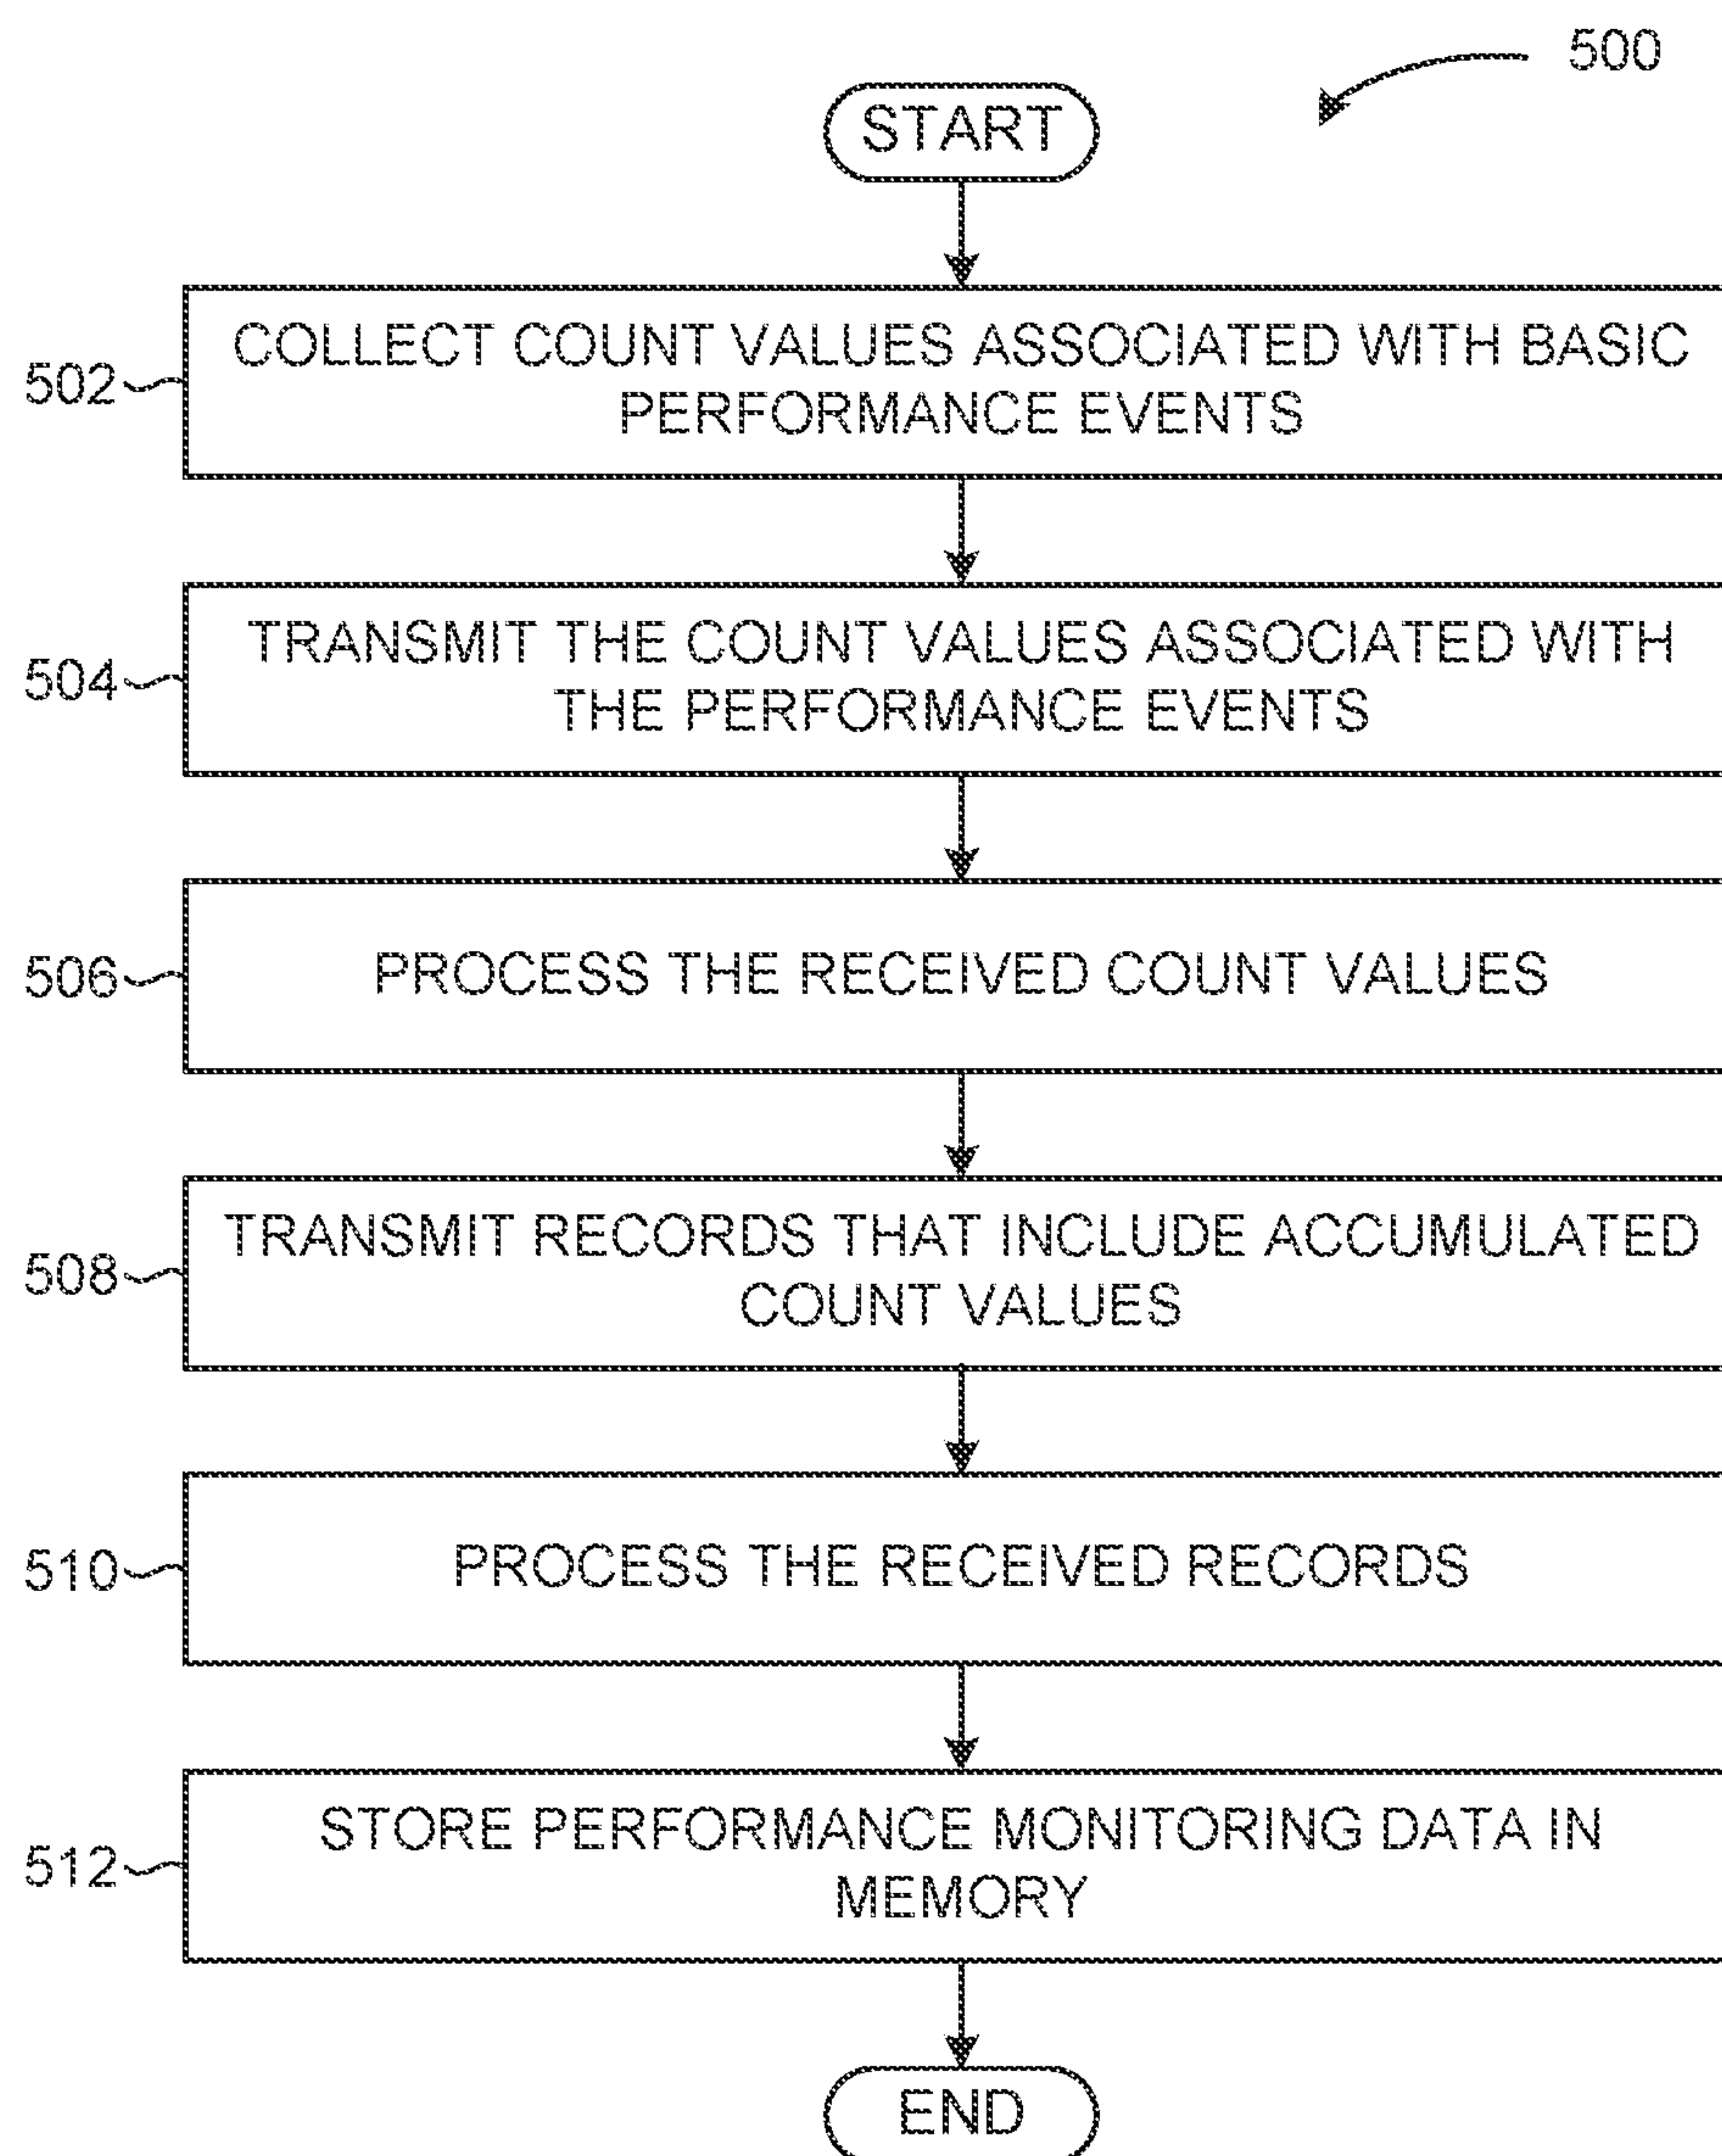 500
START
COLLECT COUNT VALUES ASSOCIATED WITH BASIC
PERFORMANCE EVENTS
502
TRANSMIT THE COUNT VALUES ASSOCIATED WITH
THE PERFORMANCE EVENTS
504
PROCESS THE RECEIVED COUNT VALUES
506
TRANSMIT RECORDS THAT INCLUDE ACCUMULATED
COUNT VALUES
508
PROCESS THE RECEIVED RECORDS
510
STORE PERFORMANCE MONITORING DATA IN
MEMORY
512
END